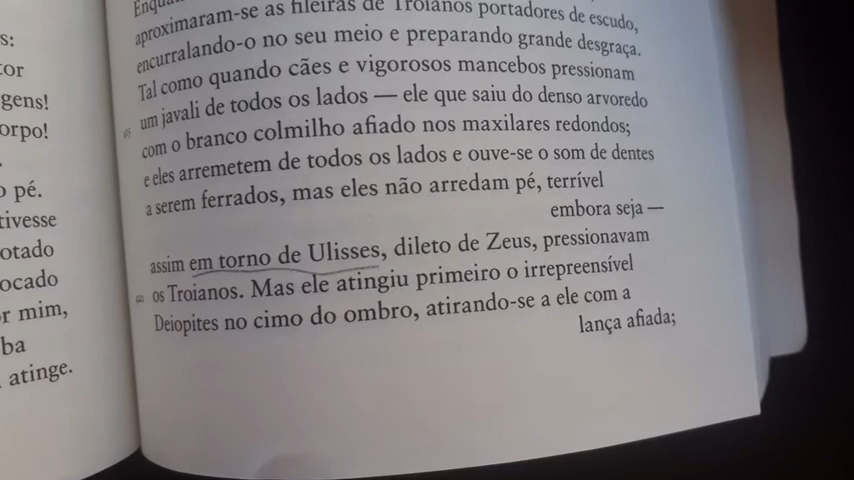 s:
tor
gens!
orpo!
.
o pé.
tivesse
otado
ocado
r mim,
ba
atinge.
aproximaram-se as fileiras de Troianos portadores de escudo,
encurralando-o no seu meio e preparando grande desgraça.
Tal como quando cães e vigorosos mancebos pressionam
um javali de todos os lados — ele que saiu do denso arvoredo
com o branco colmilho afiado nos maxilares redondos;
e eles arremetem de todos os lados e ouve-se o som de dentes
a serem ferrados, mas eles não arredam pé, terrível
embora seja —
assim em torno de Ulisses, dileto de Zeus, pressionavam
os Troianos. Mas ele atingiu primeiro o irrepreensível
Deiopites no cimo do ombro, atirando-se a ele com a
lança afiada;